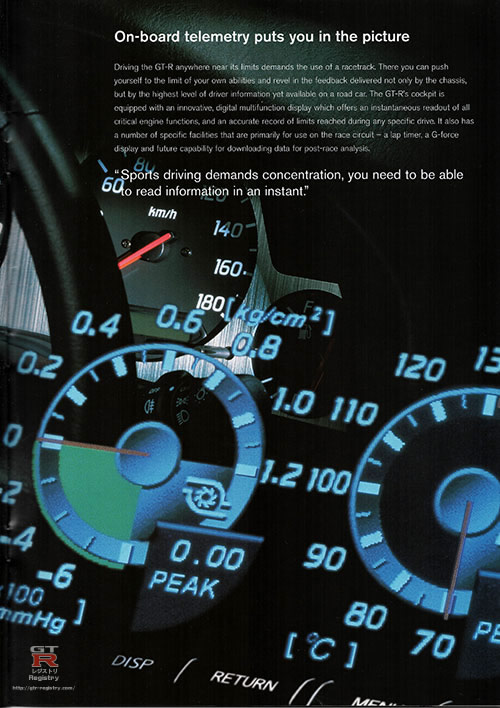 On-board telemetry puts you in the picture
Driving the GT-R anywhere near its limits demands the use of a racetrack. There you can push
yourself to the limit of your own abilities and revel in the feedback delivered not only by the chassis,
but by the highest level of driver information yet available on a road car. The GT-R's cockpit is
equipped with an innovative, digital multifunction display which offers an instantaneous readout of all
critical engine functions, and an accurate record of limits reached during any specific drive. It also has
a number of specific facilities that are primarily for use on the race circuit – a lap timer, a G-force
display and future capability for downloading data for post-race analysis.
“Sports driving demands concentration, you need to be able
to read information in an instant.”
80
60
120
km/h
140
160
180
F
[kg/cm²]
0.4
0.6
0.8
0.2
1.0
0
1.2
-2
-4
-6
x100
mmHg]
0.00
PEAK
120
13
110
100
90
80
70
[°C]
PE
DISP
RETURN
MENU
GT
R
レジストリ
Registry
http://gtr-registry.com/